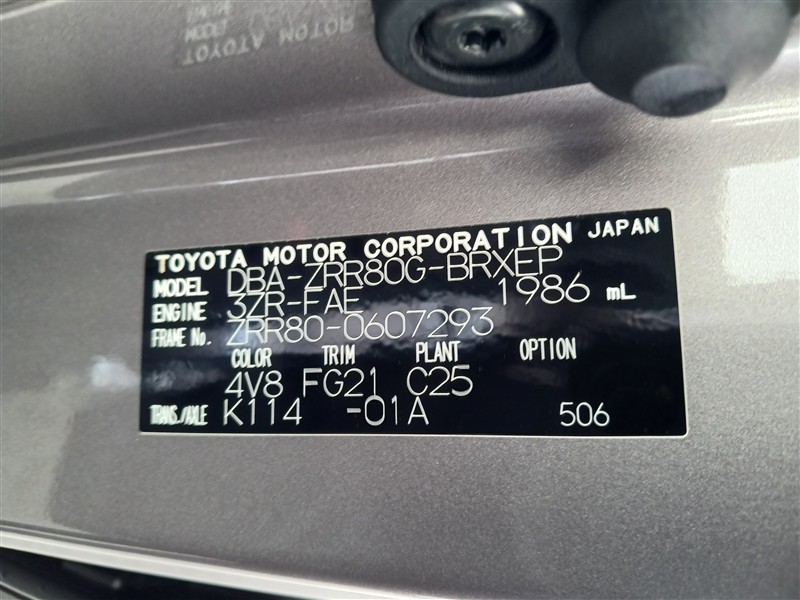 TOYOTA MOTOR CORPORATION JAPAN
MODEL DBA-ZRR80G-BRXEP
ENGINE 3ZR-FAE 1986 mL
FRAME No. ZRR80-0607293
COLOR TRIM PLANT OPTION
4V8 FG21 C25
TRANS./AXLE K114 -01A 506